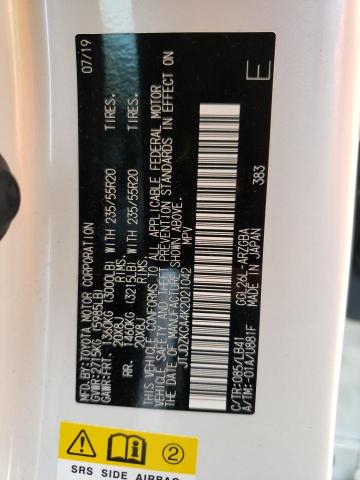 MFD.BY:TOYOTA MOTOR CORPORATION 07/19
GVWR:2715KG (5985LB)
GAWR:FRT. 1360KG (3000LB) WITH 235/55R20 TIRES,
20X8J RIMS,
RR. 1460KG (3215LB) WITH 235/55R20 TIRES,
20X8J RIMS,
THIS VEHICLE CONFORMS TO ALL APPLICABLE FEDERAL MOTOR
VEHICLE SAFETY AND THEFT PREVENTION STANDARDS IN EFFECT ON
THE DATE OF MANUFACTURE SHOWN ABOVE.
JTJDZKCA4K2021042 MPV
C/TR:085/LB41 GGL26L-ARZGBA
A/TM:-01A/U881F MADE IN JAPAN
383
E
2
SRS SIDE AIRBAG